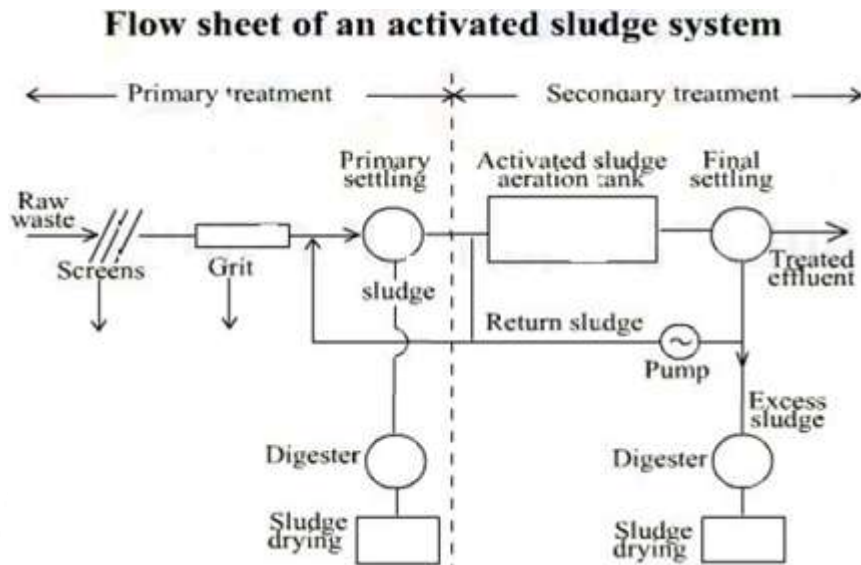 Flow sheet of an activated sludge system
Primary treatment
Secondary treatment
Primary
settling
Activated sludge
aeration tank
Final
settling
Raw
waste
Screens
Grit
sludge
Treated
effluent
Return sludge
Pump
Excess
sludge
Digester
Digester
Sludge
drying
Sludge
drying